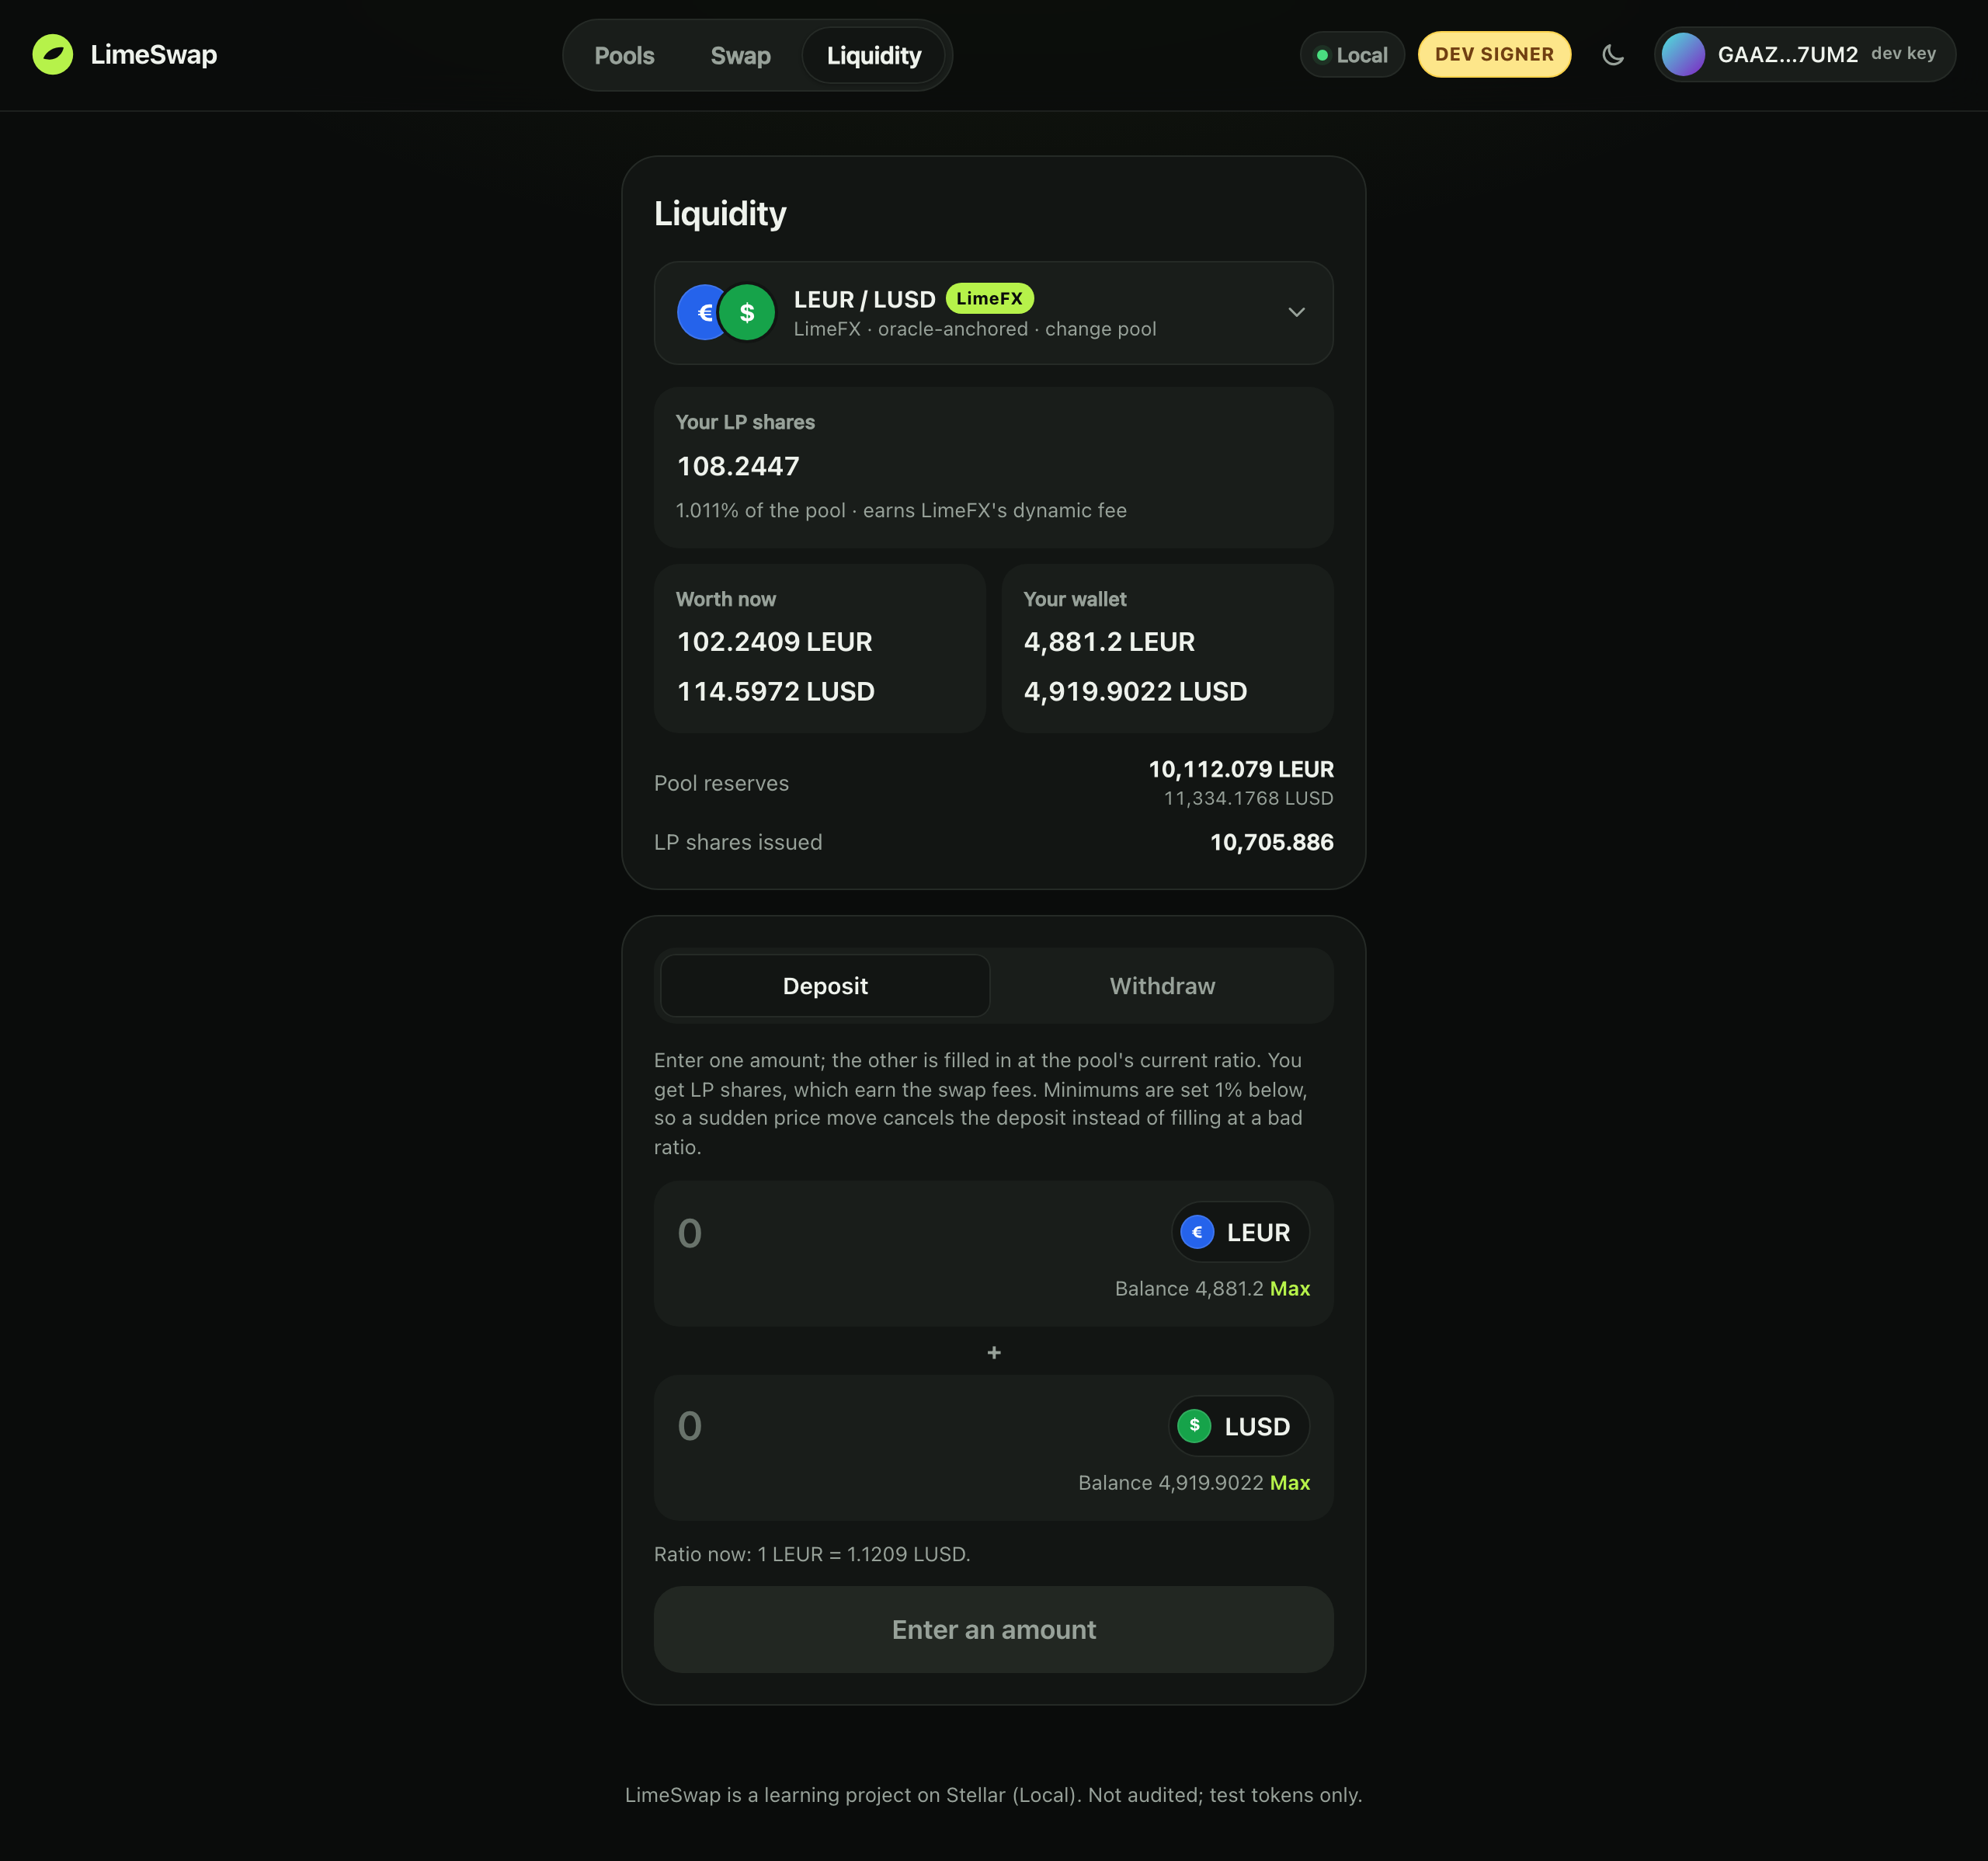 LimeSwap
Pools
Swap
Liquidity
Local
DEV SIGNER
GAAZ...7UM2 dev key
Liquidity
€
$
LEUR / LUSD LimeFX
LimeFX · oracle-anchored · change pool
Your LP shares
108.2447
1.011% of the pool · earns LimeFX's dynamic fee
Worth now
102.2409 LEUR
114.5972 LUSD
Your wallet
4,881.2 LEUR
4,919.9022 LUSD
Pool reserves
10,112.079 LEUR
11,334.1768 LUSD
LP shares issued
10,705.886
Deposit
Withdraw
Enter one amount; the other is filled in at the pool's current ratio. You
get LP shares, which earn the swap fees. Minimums are set 1% below,
so a sudden price move cancels the deposit instead of filling at a bad
ratio.
0
€ LEUR
Balance 4,881.2 Max
+
0
$ LUSD
Balance 4,919.9022 Max
Ratio now: 1 LEUR = 1.1209 LUSD.
Enter an amount
LimeSwap is a learning project on Stellar (Local). Not audited; test tokens only.